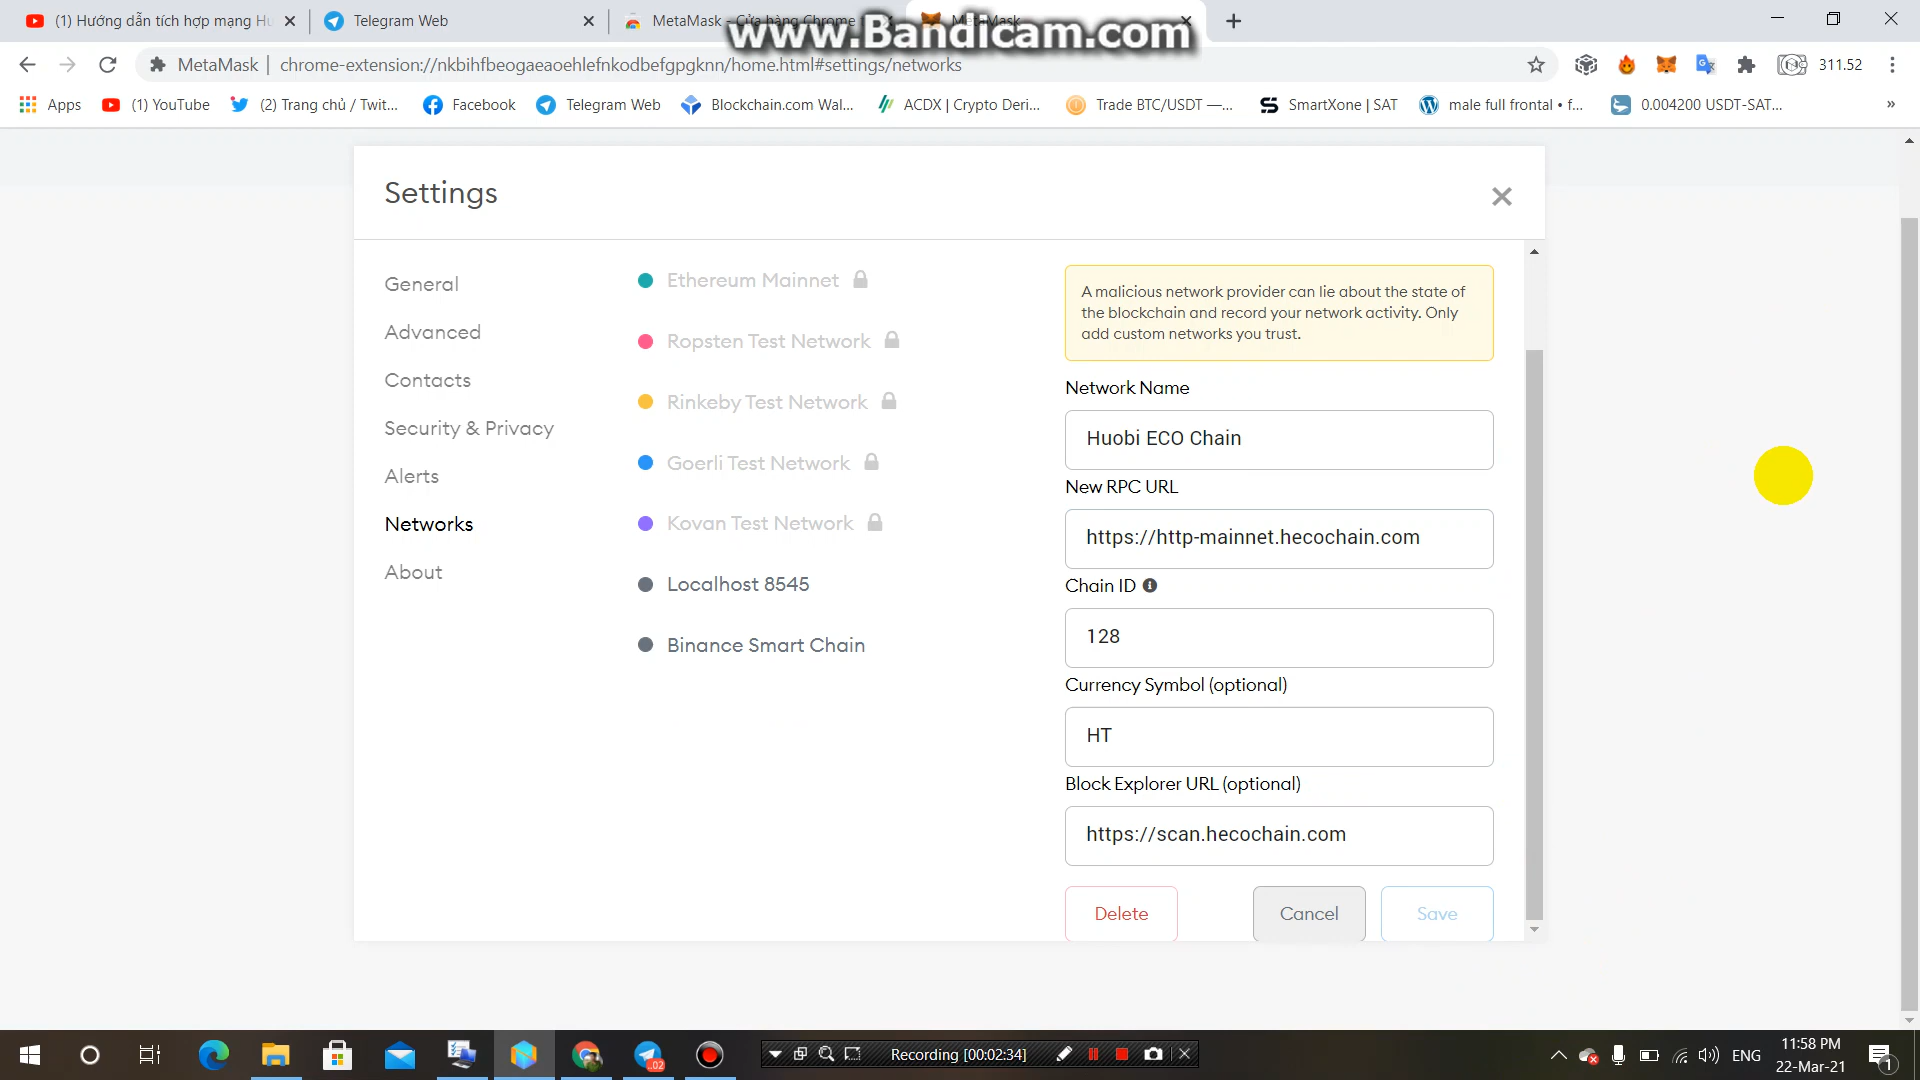 (1) Hướng dẫn tích hợp mạng Hu
Telegram Web
MetaMask - Cửa hàng Chrome
MetaMask
www.Bandicam.com
MetaMask
chrome-extension://nkbihfbeogaeaoehlefnkodbefgpgknn/home.html#settings/networks
311.52
Apps
(1) YouTube
(2) Trang chủ / Twit...
Facebook
Telegram Web
Blockchain.com Wal...
ACDX | Crypto Deri...
Trade BTC/USDT —...
SmartXone | SAT
male full frontal • f...
0.004200 USDT-SAT...
»
Settings
General
Advanced
Contacts
Security & Privacy
Alerts
Networks
About
Ethereum Mainnet
Ropsten Test Network
Rinkeby Test Network
Goerli Test Network
Kovan Test Network
Localhost 8545
Binance Smart Chain
A malicious network provider can lie about the state of
the blockchain and record your network activity. Only
add custom networks you trust.
Network Name
Huobi ECO Chain
New RPC URL
https://http-mainnet.hecochain.com
Chain ID
128
Currency Symbol (optional)
HT
Block Explorer URL (optional)
https://scan.hecochain.com
Delete
Cancel
Save
02
Recording [00:02:34]
ENG
11:58 PM
22-Mar-21
1